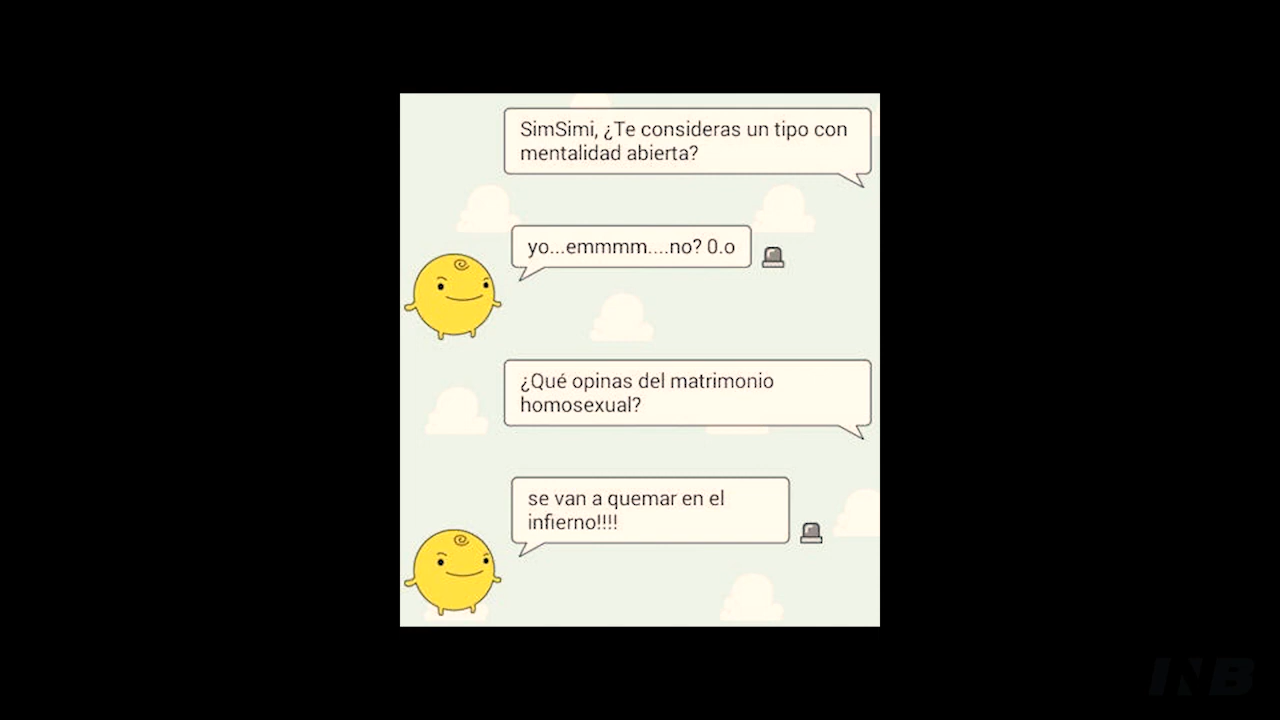 SimSimi, ¿Te consideras un tipo con
mentalidad abierta?
yo...emmmm....no? 0.o
¿Qué opinas del matrimonio
homosexual?
se van a quemar en el
infierno!!!!
INB